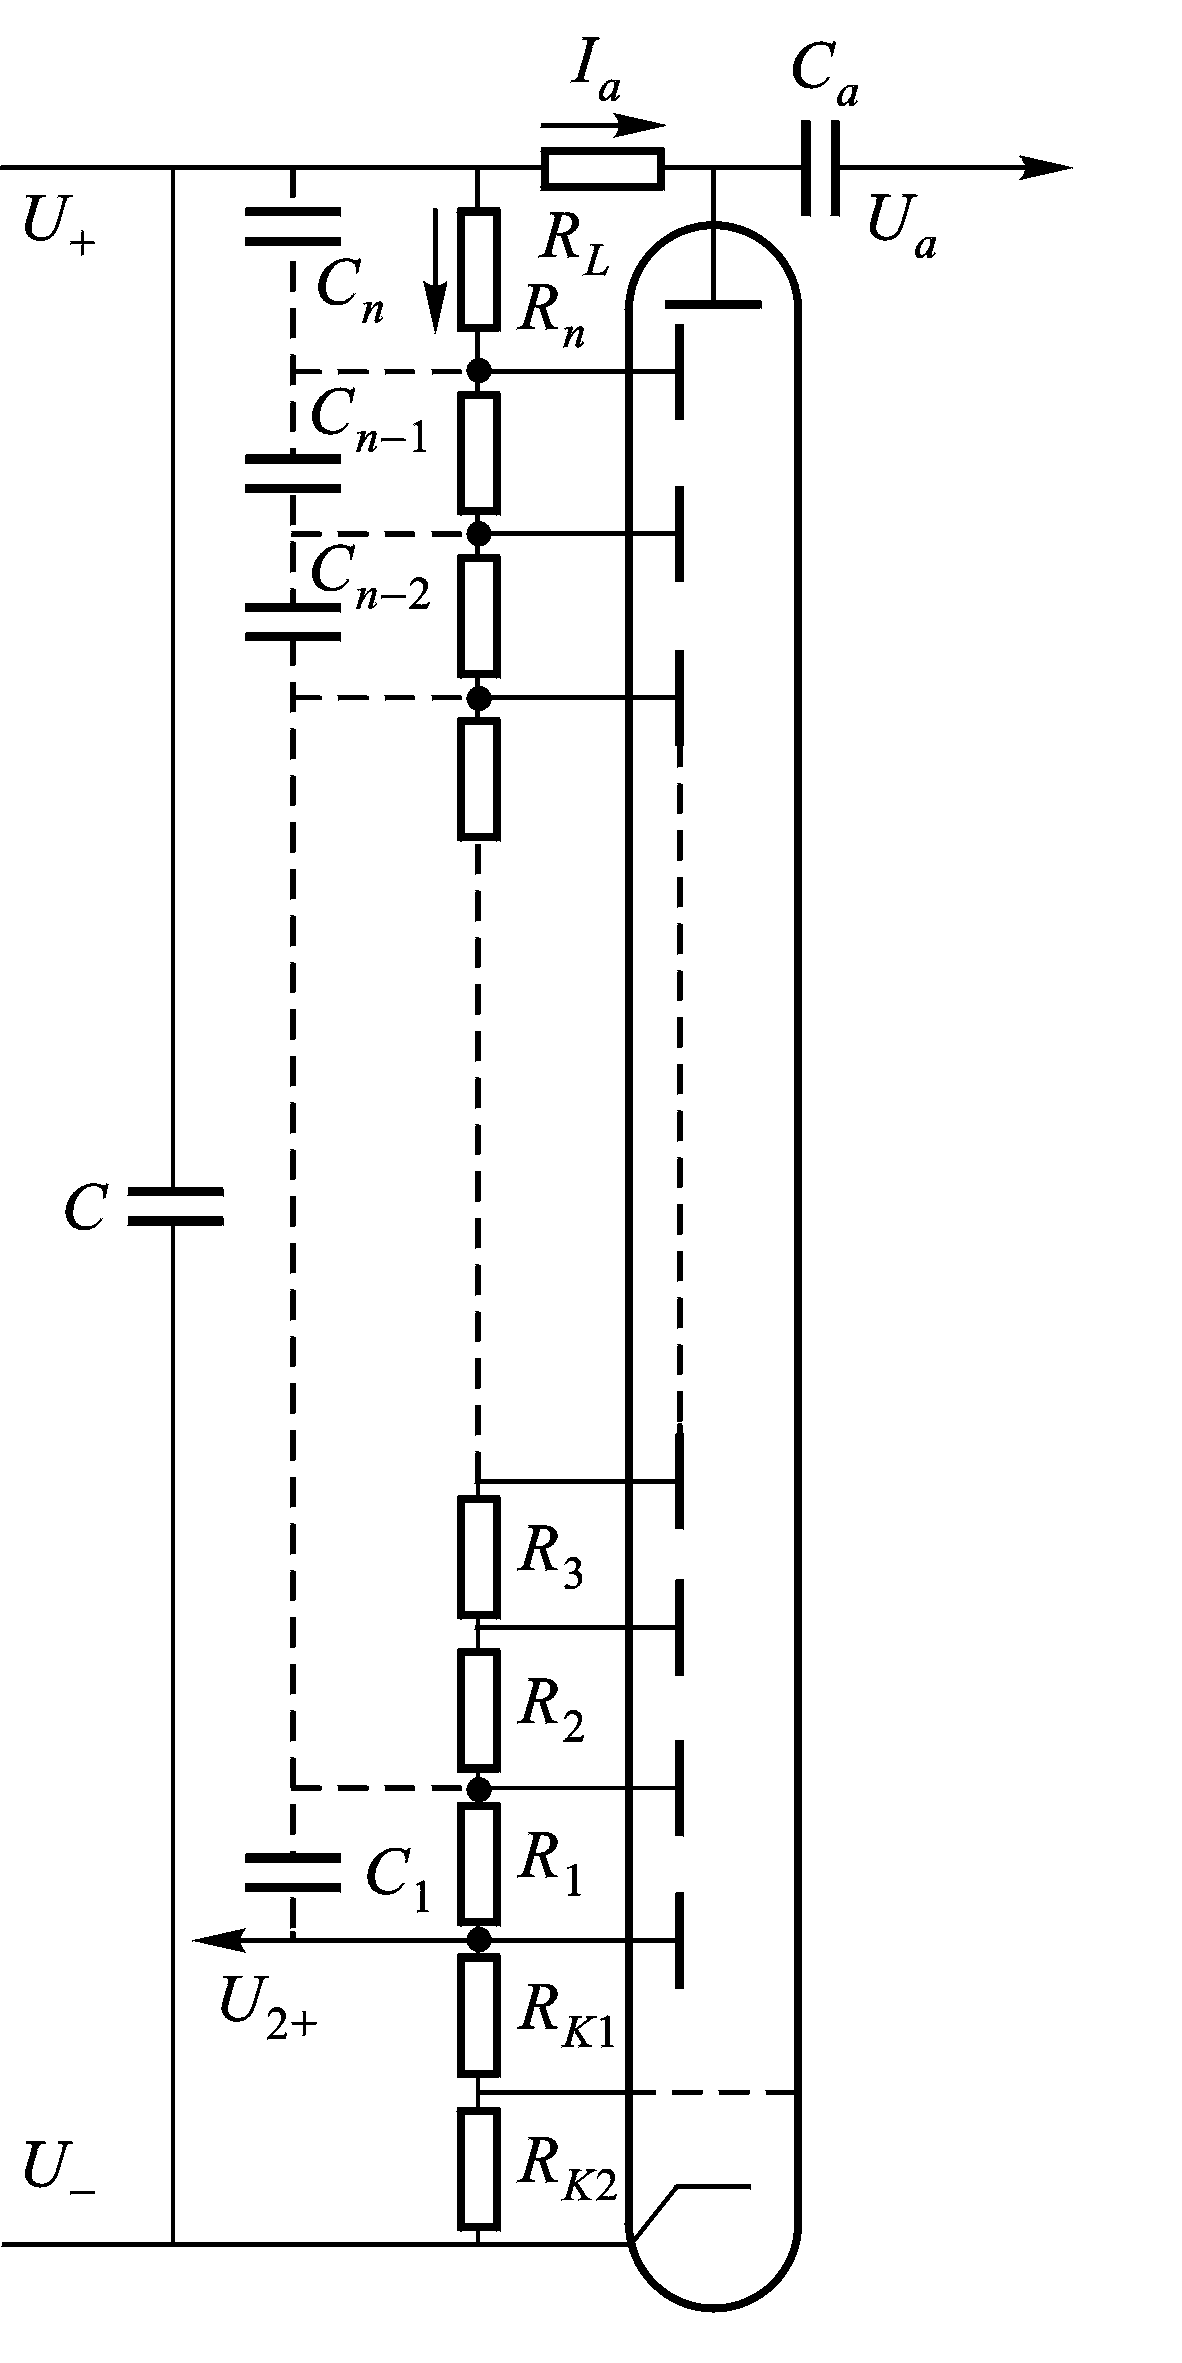 I_a
C_a
U_+
U_a
R_L
C_n
R_n
C_{n-1}
C_{n-2}
C
R_3
R_2
R_1
C_1
U_{2+}
R_{K1}
R_{K2}
U_-